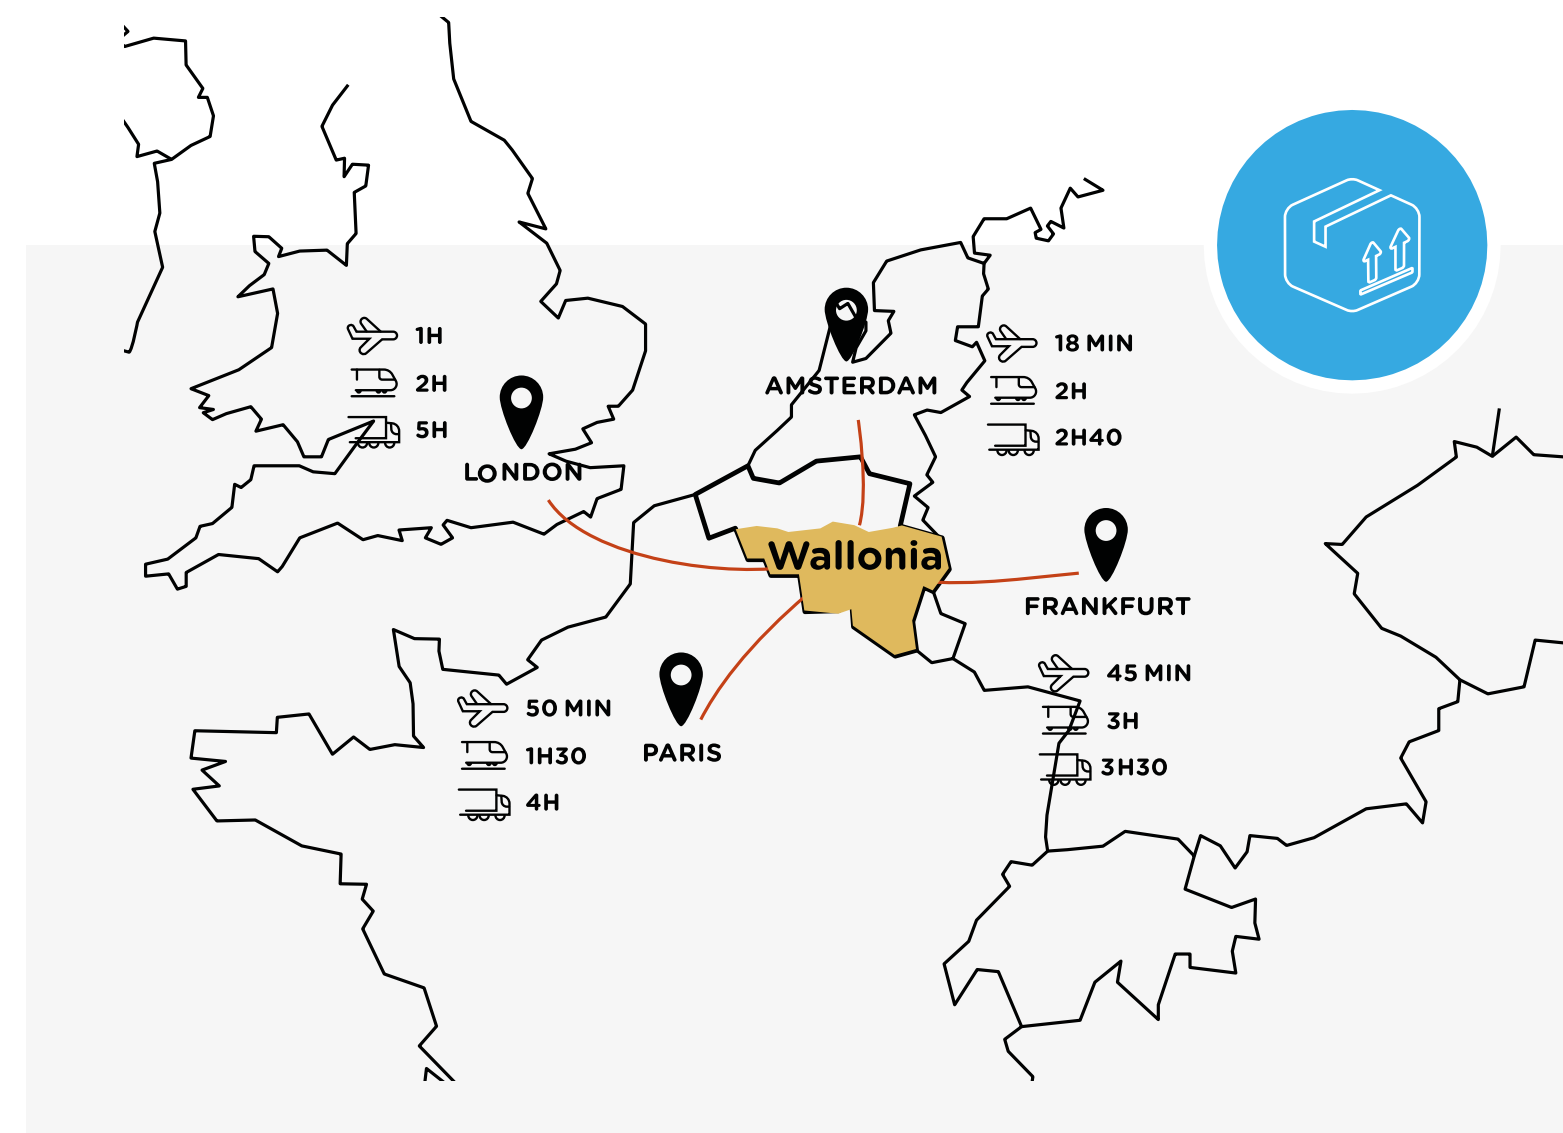 1H
2H
5H
LONDON
AMSTERDAM
18 MIN
2H
2H40
Wallonia
FRANKFURT
45 MIN
3H
3H30
50 MIN
1H30
4H
PARIS